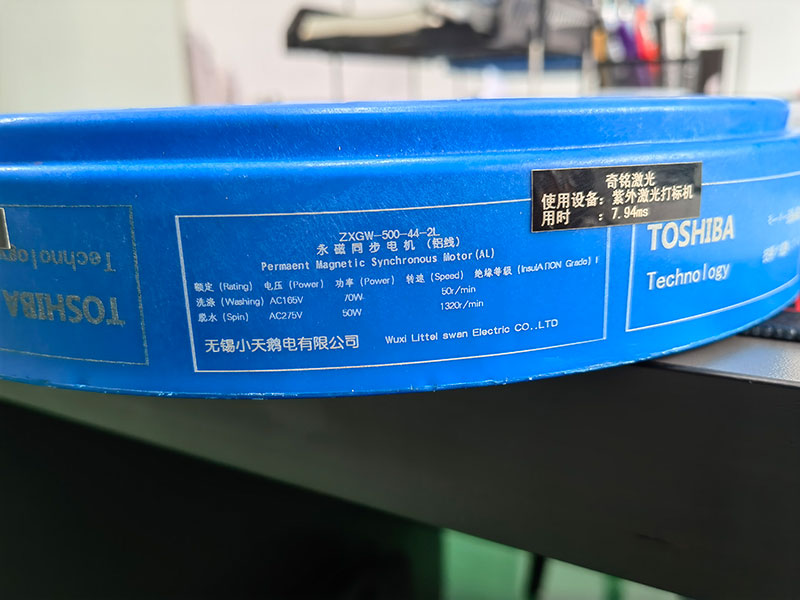 TOSHIBA
Technology
ZXGW-500-44-2L
永磁同步电机 (铝线)
Permaent Magnetic Synchronous Motor(AL)
额定 (Rating) 电压 (Power) 功率 (Power) 转速 (Speed) 绝缘等级 (InsulATION Grade) F
洗涤 (Washing) AC165V 70W 50r/min
脱水 (Spin) AC275V 50W 1320r/min
无锡小天鹅电有限公司 Wuxi Littel swan Electric CO..LTD
奇铭激光
使用设备: 紫外激光打标机
用时 : 7.94ms
TOSHIBA
Technology